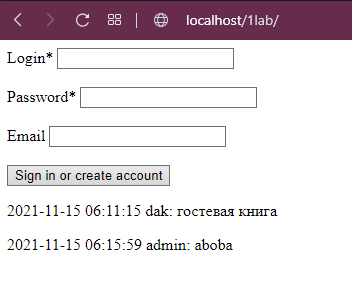 localhost/1lab/
Login*
Password*
Email
Sign in or create account
2021-11-15 06:11:15 dak: гостевая книга
2021-11-15 06:15:59 admin: aboba